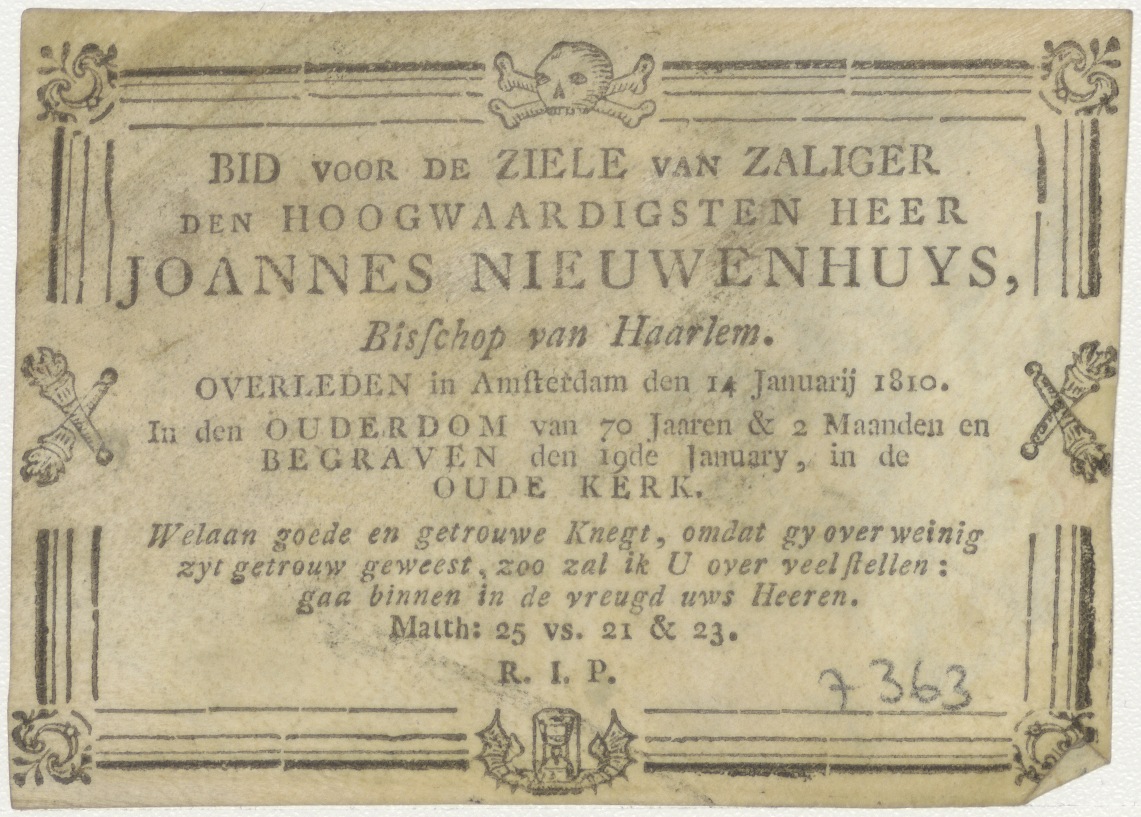 BID VOOR DE ZIELE VAN ZALIGER
DEN HOOGWAARDIGSTEN HEER
JOANNES NIEUWENHUYS,
Bisſchop van Haarlem.
OVERLEDEN in Amſterdam den 14 Januarij 1810.
In den OUDERDOM van 70 Jaaren & 2 Maanden en
BEGRAVEN den 19de January, in de
OUDE KERK.
Welaan goede en getrouwe Knegt, omdat gy over weinig
zyt getrouw geweest, zoo zal ik U over veel ſtellen:
gaa binnen in de vreugd uws Heeren.
Matth: 25 vs. 21 & 23.
R. I. P.
7363